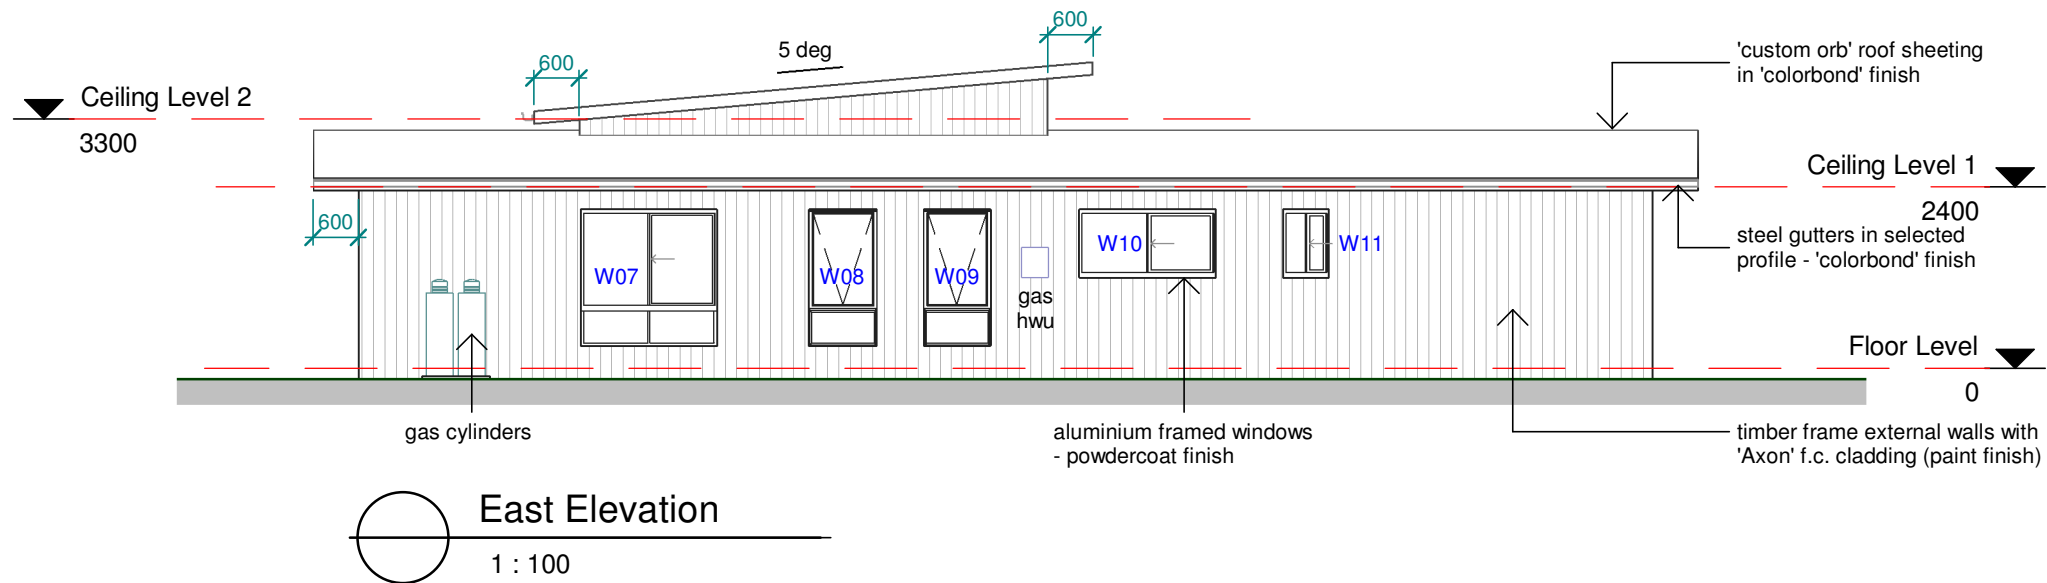 600
5 deg
600
'custom orb' roof sheeting
in 'colorbond' finish
Ceiling Level 2
3300
Ceiling Level 1
2400
600
steel gutters in selected
profile - 'colorbond' finish
W07
W08
W09
W10
W11
gas
hwu
Floor Level
0
gas cylinders
aluminium framed windows
- powdercoat finish
timber frame external walls with
'Axon' f.c. cladding (paint finish)
East Elevation
1 : 100